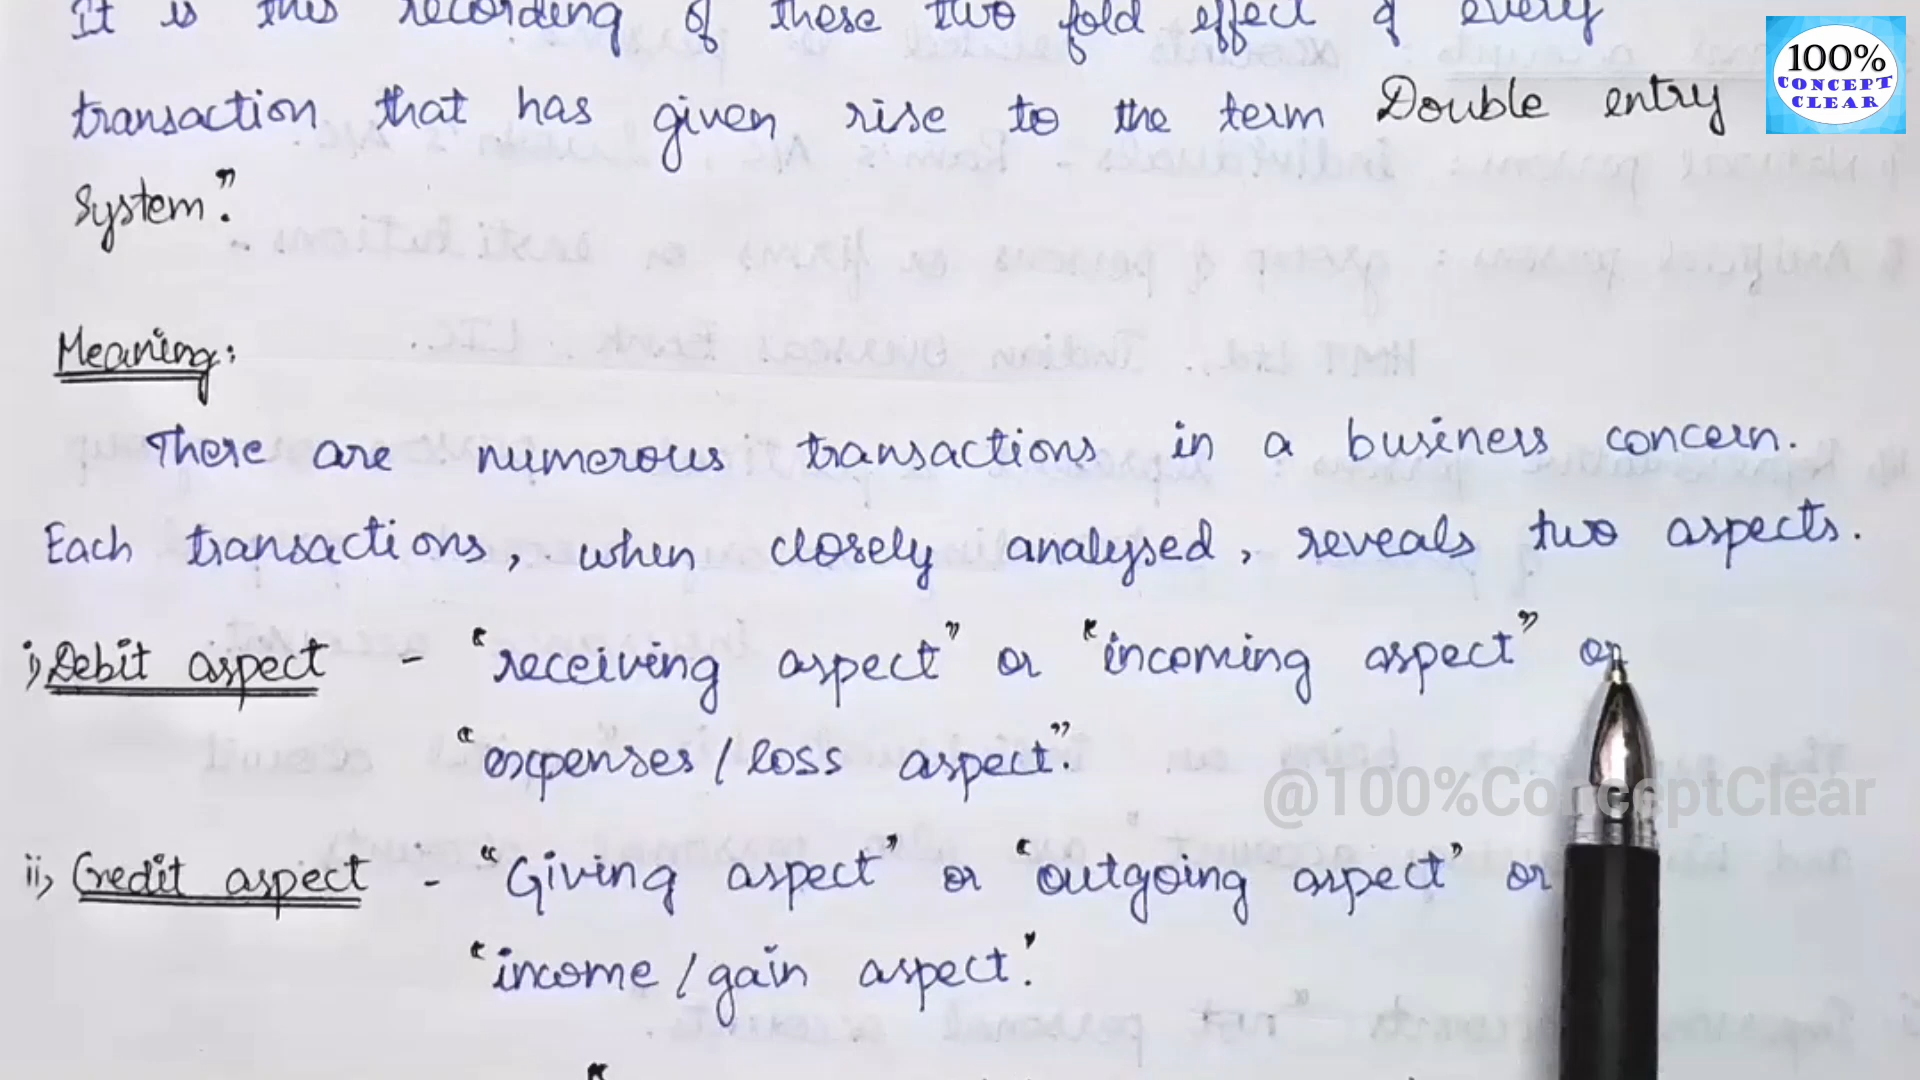 It is this recording of these two fold effect of every
transaction that has given rise to the term Double entry
System".
Meaning:
There are numerous transactions in a business concern.
Each transactions, when closely analysed, reveals two aspects.
i) Debit aspect - "receiving aspect" or "incoming aspect" or
"expenses/loss aspect".
ii) Credit aspect - "Giving aspect" or "outgoing aspect" or
"income/gain aspect".
100%
CONCEPT
CLEAR
@100%ConceptClear